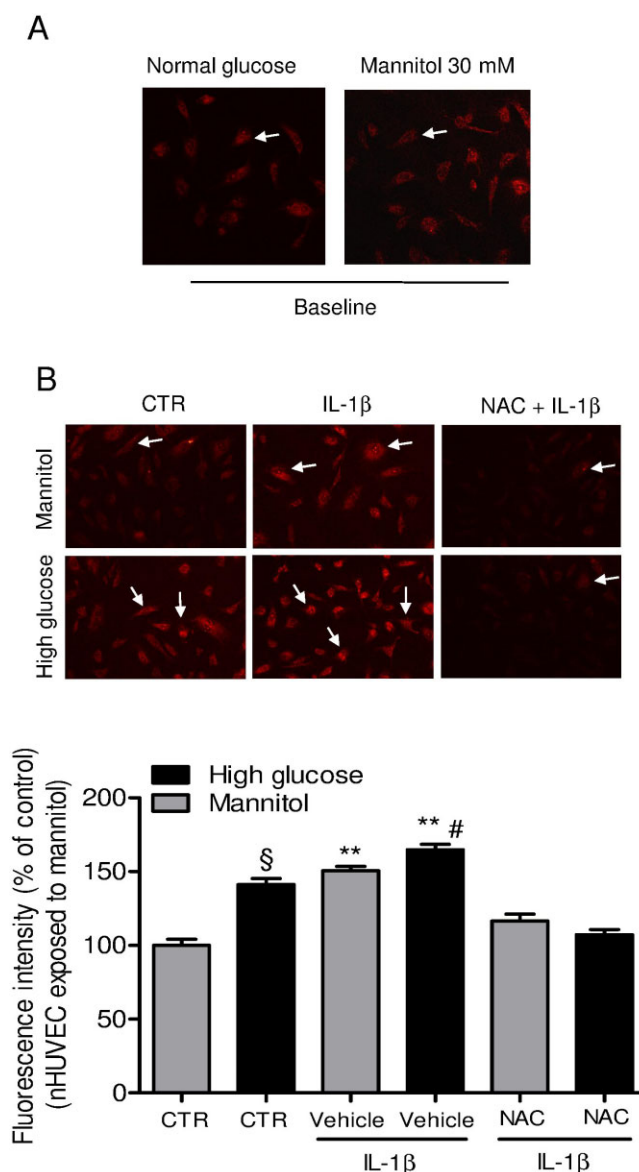 A
Normal glucose Mannitol 30 mM
Baseline
B
CTR IL-1β NAC + IL-1β
Mannitol
High glucose
High glucose
Mannitol
Fluorescence intensity (% of control)
(nHUVEC exposed to mannitol)
200
150
100
50
0
§
**
** #
CTR CTR Vehicle Vehicle NAC NAC
IL-1β IL-1β